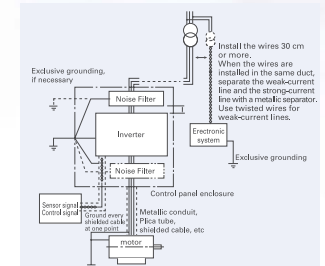 Install the wires 30 cm
or more.
When the wires are
installed in the same duct,
separate the weak-current
line and the strong-current
line with a metallic separator.
Use twisted wires for
weak-current lines.
Exclusive grounding,
if necessary
Noise Filter
Inverter
Eectronic
system
Exclusive grounding
Noise Filter
Control panel enclosure
Sensor signal
Control signal
Ground every
shielded cable
at one point
Metallic conduit,
Plica tube,
shielded cable, etc
motor